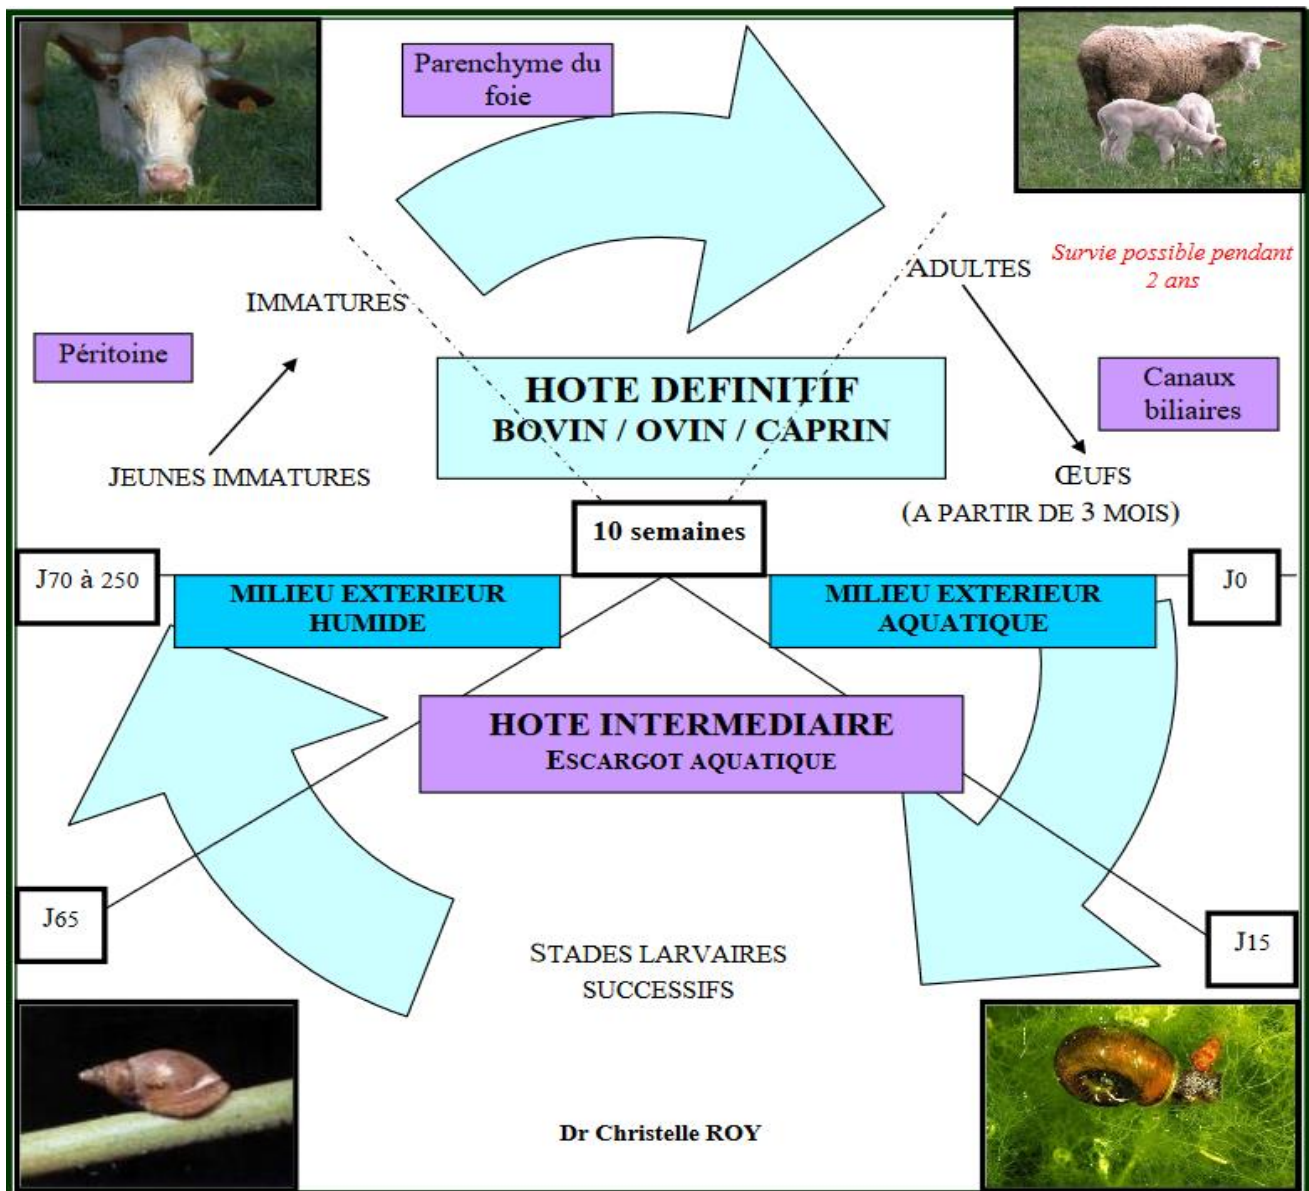 Parenchyme du
foie
IMMATURES
ADULTES
Survie possible pendant
2 ans
Péritoine
HOTE DEFINITIF
BOVIN / OVIN / CAPRIN
Canaux
biliaires
JEUNES IMMATURES
ŒUFS
(A PARTIR DE 3 MOIS)
10 semaines
J70 à 250
MILIEU EXTERIEUR
HUMIDE
MILIEU EXTERIEUR
AQUATIQUE
J0
HOTE INTERMEDIAIRE
ESCARGOT AQUATIQUE
J65
J15
STADES LARVAIRES
SUCCESSIFS
Dr Christelle ROY